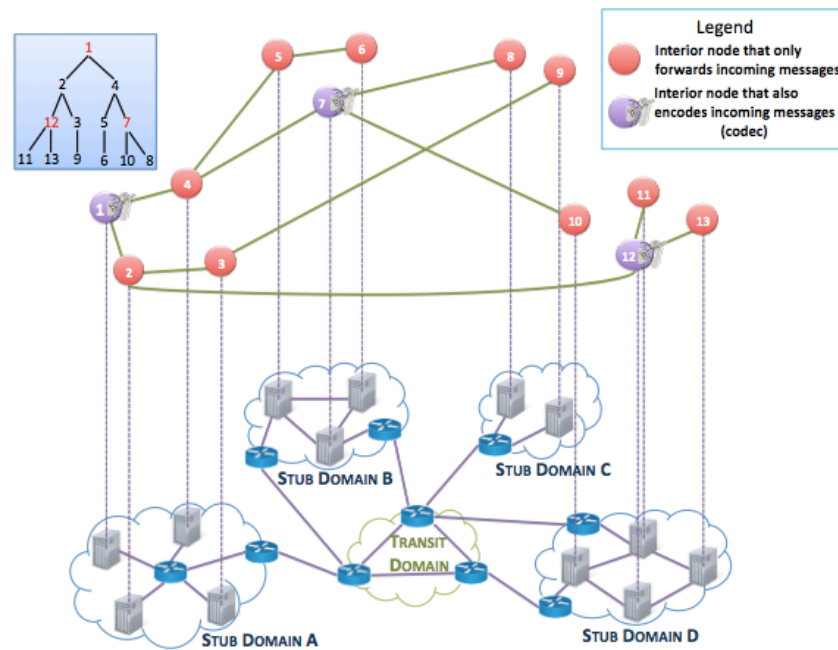 1
2 4
12 3 5 7
11 13 9 6 10 8
Legend
Interior node that only
forwards incoming messages
Interior node that also
encodes incoming messages
(codec)
5
6
8
9
7
4
1
11
10
13
3
2
12
STUB DOMAIN B
STUB DOMAIN C
TRANSIT
DOMAIN
STUB DOMAIN A
STUB DOMAIN D